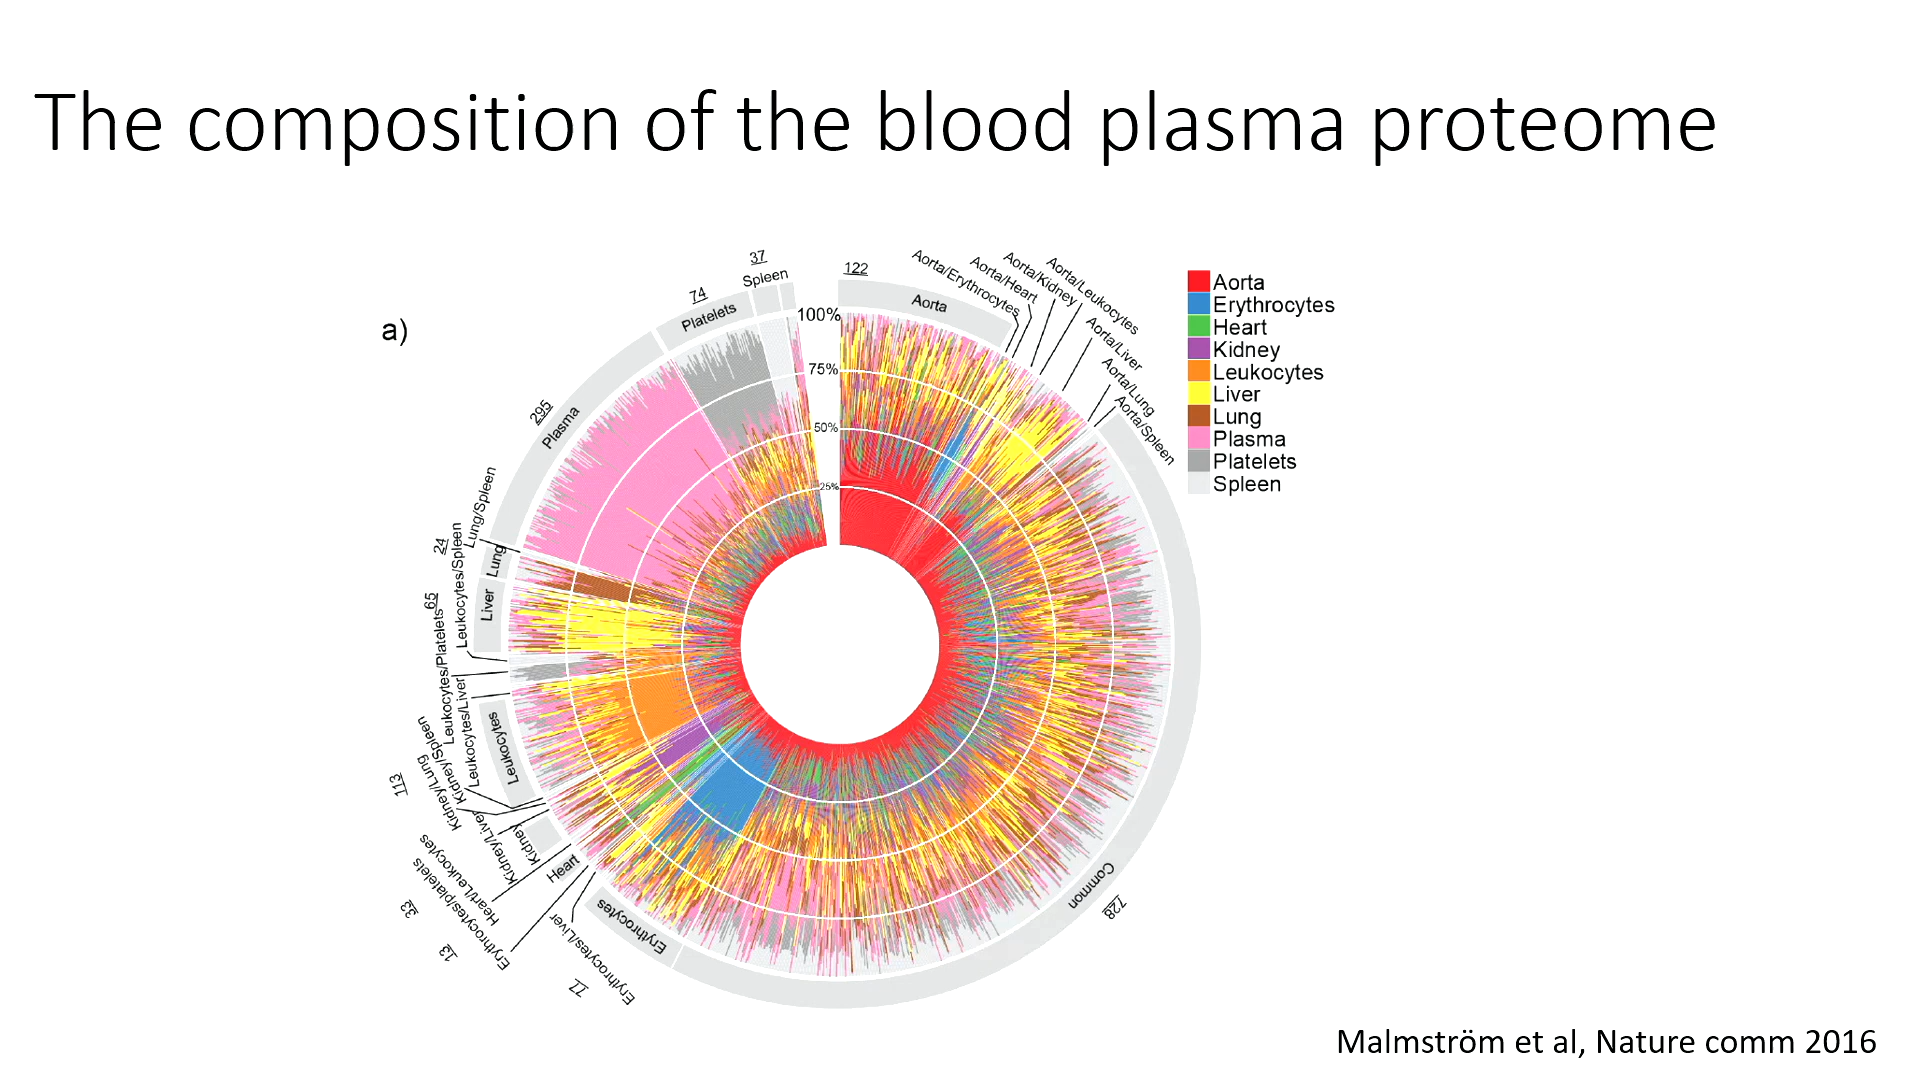 The composition of the blood plasma proteome
a)
37
Spleen
74
Platelets
295
Plasma
Lung/Spleen
24
Lung
Leukocytes/Spleen
65
Liver
Leukocytes/Platelets
Leukocytes/Liver
Leukocytes
113
Kidney/Spleen
Kidney/Lung
Kidney/Liver
Kidney
33
Heart/Leukocytes
Heart
13
Erythrocytes/platelets
Erythrocytes/Liver
77
Erythrocytes
728
Common
122
Aorta
Aorta/Erythrocytes
Aorta/Heart
Aorta/Kidney
Aorta/Leukocytes
Aorta/Liver
Aorta/Lung
Aorta/Spleen
100%
75%
50%
25%
Aorta
Erythrocytes
Heart
Kidney
Leukocytes
Liver
Lung
Plasma
Platelets
Spleen
Malmström et al, Nature comm 2016